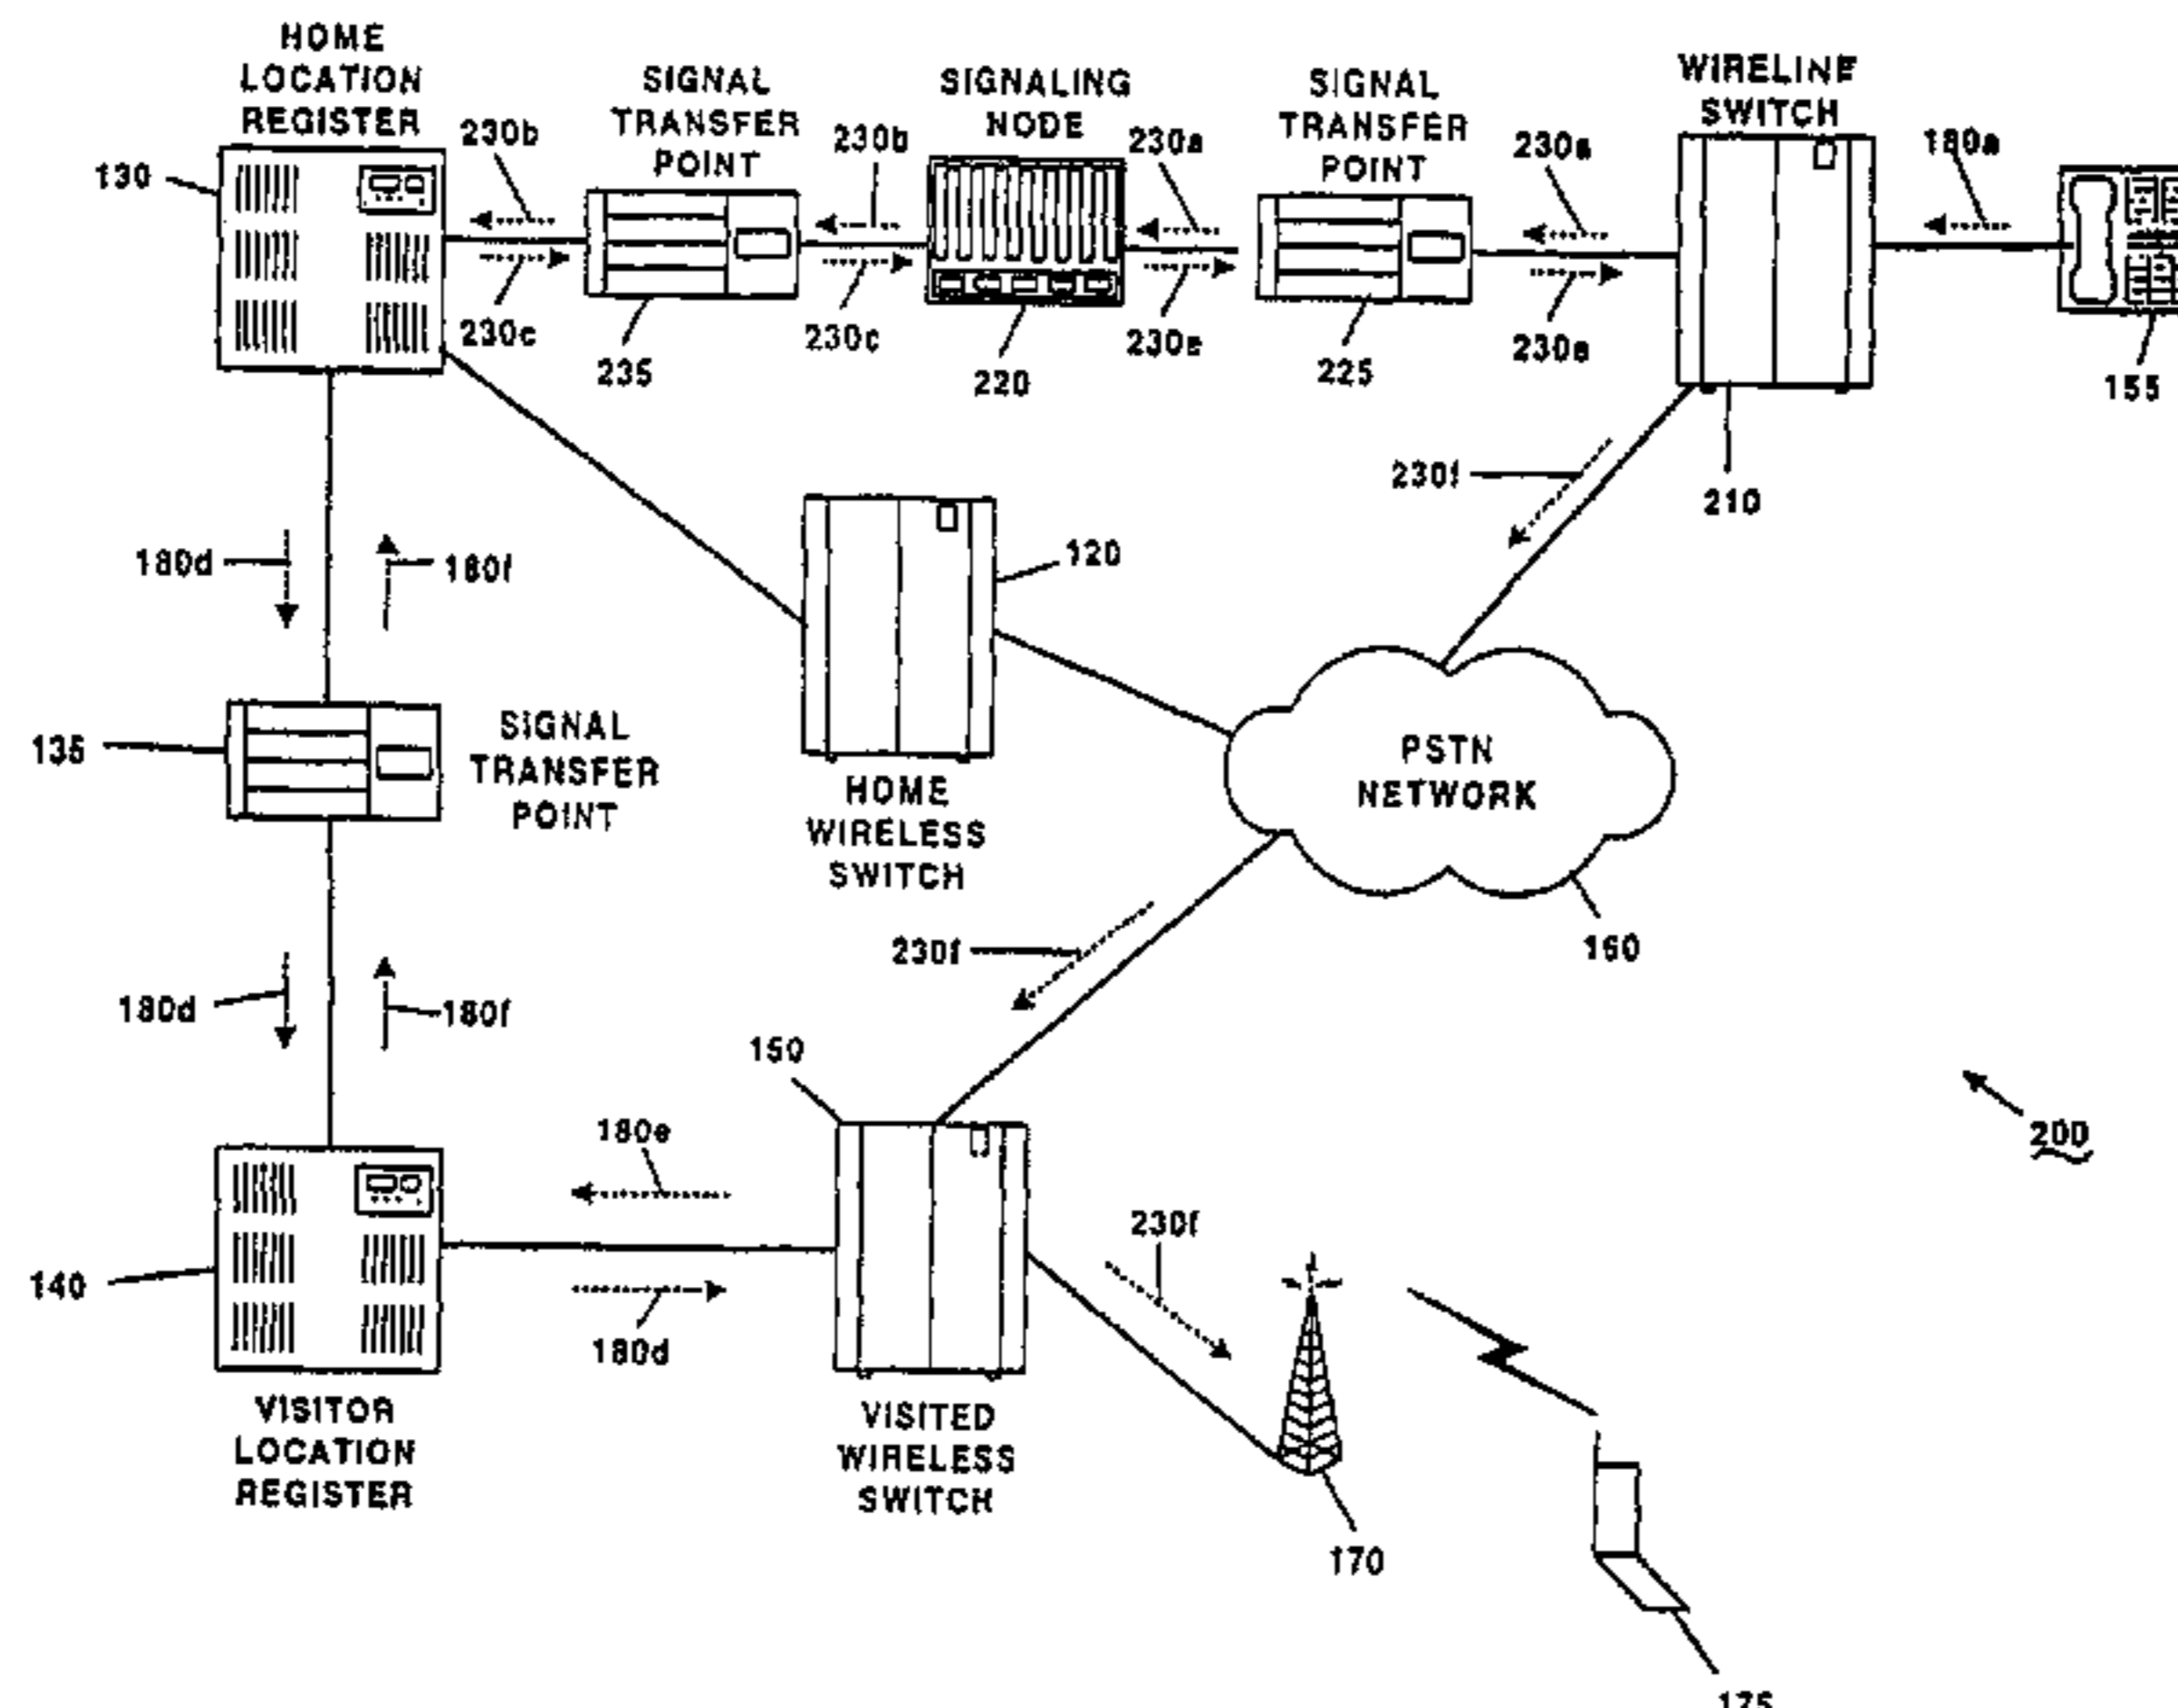 HOME
LOCATION
REGISTER
SIGNAL
TRANSFER
POINT
SIGNALING
NODE
SIGNAL
TRANSFER
POINT
WIRELINE
SWITCH
130
230b
230b
230a
230a
180a
230c
235
230c
220
230e
225
230e
210
155
230f
180d
180f
120
135
SIGNAL
TRANSFER
POINT
HOME
WIRELESS
SWITCH
PSTN
NETWORK
160
230f
180d
180f
150
200
180e
230f
140
180d
VISITOR
LOCATION
REGISTER
VISITED
WIRELESS
SWITCH
170
175